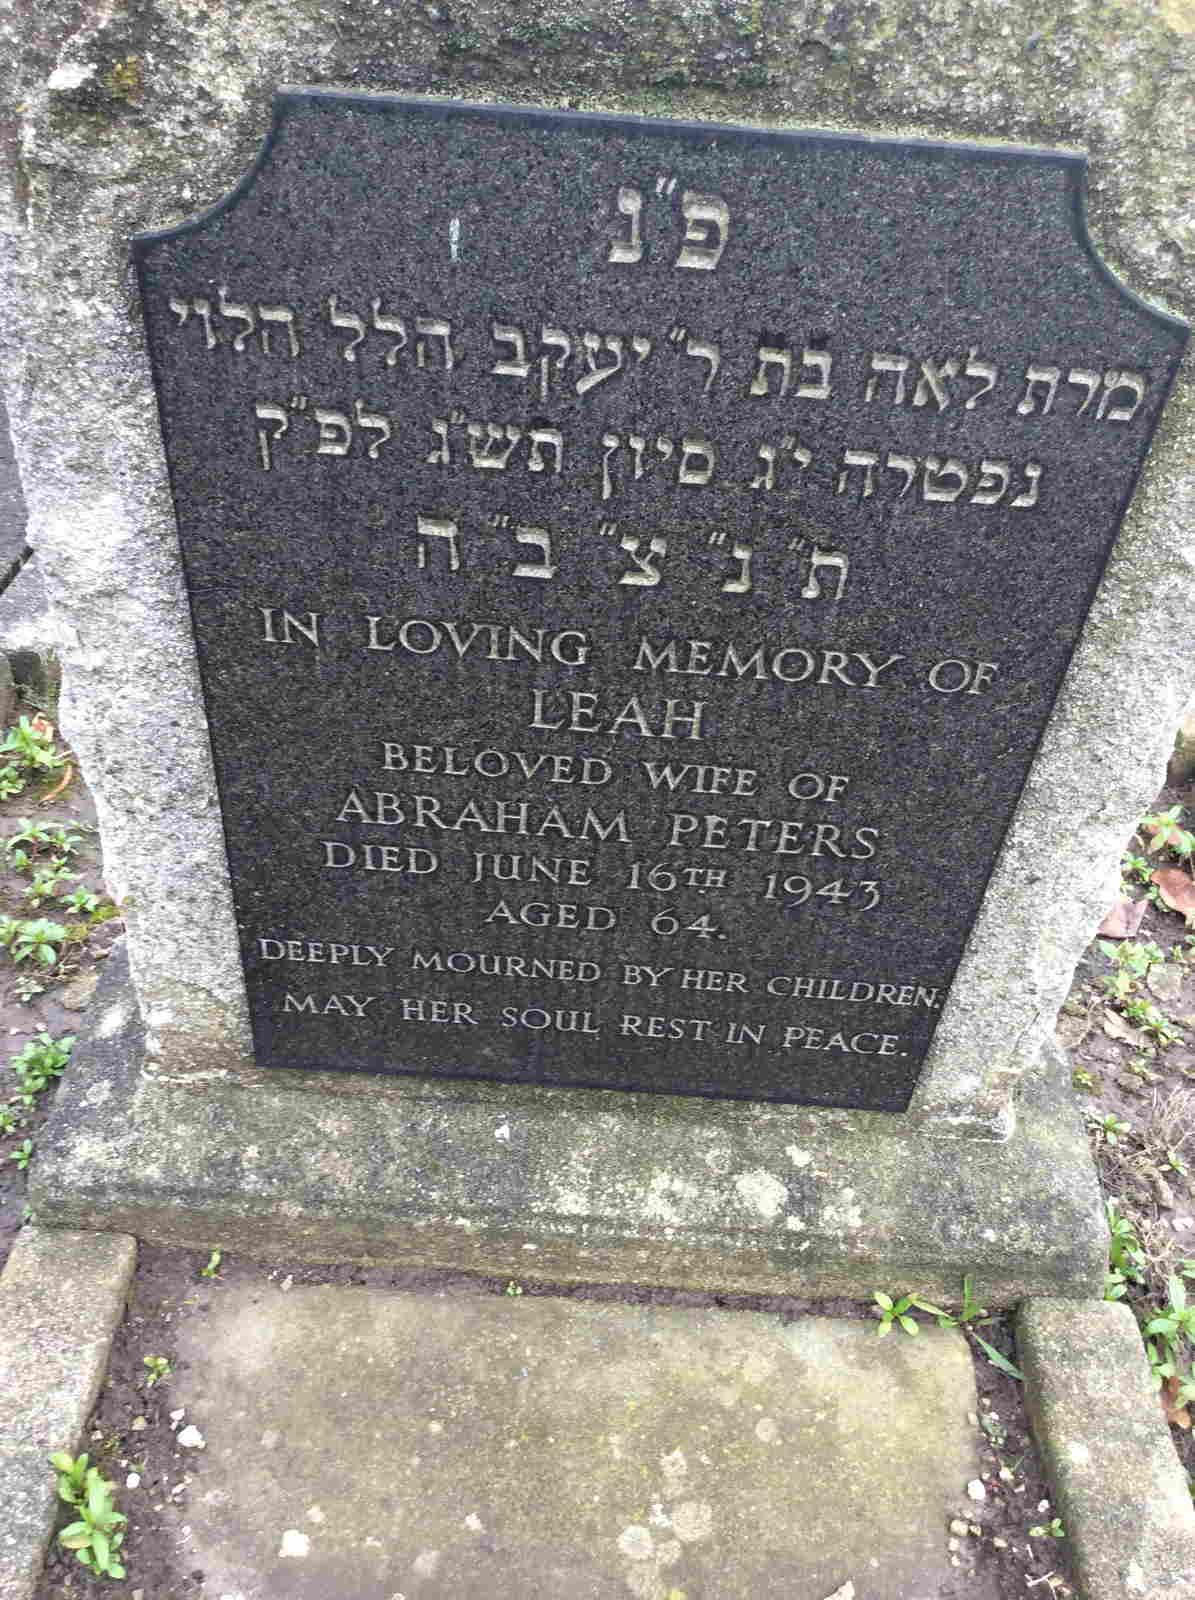 פ"נ
מרת לאה בת ר" יעקב הלל הלוי
נפטרה י"ג סיון תש"ג לפ"ק
ת" נ" צ" ב" ה
IN LOVING MEMORY OF
LEAH
BELOVED WIFE OF
ABRAHAM PETERS
DIED JUNE 16TH 1943
AGED 64.
DEEPLY MOURNED BY HER CHILDREN.
MAY HER SOUL REST IN PEACE.